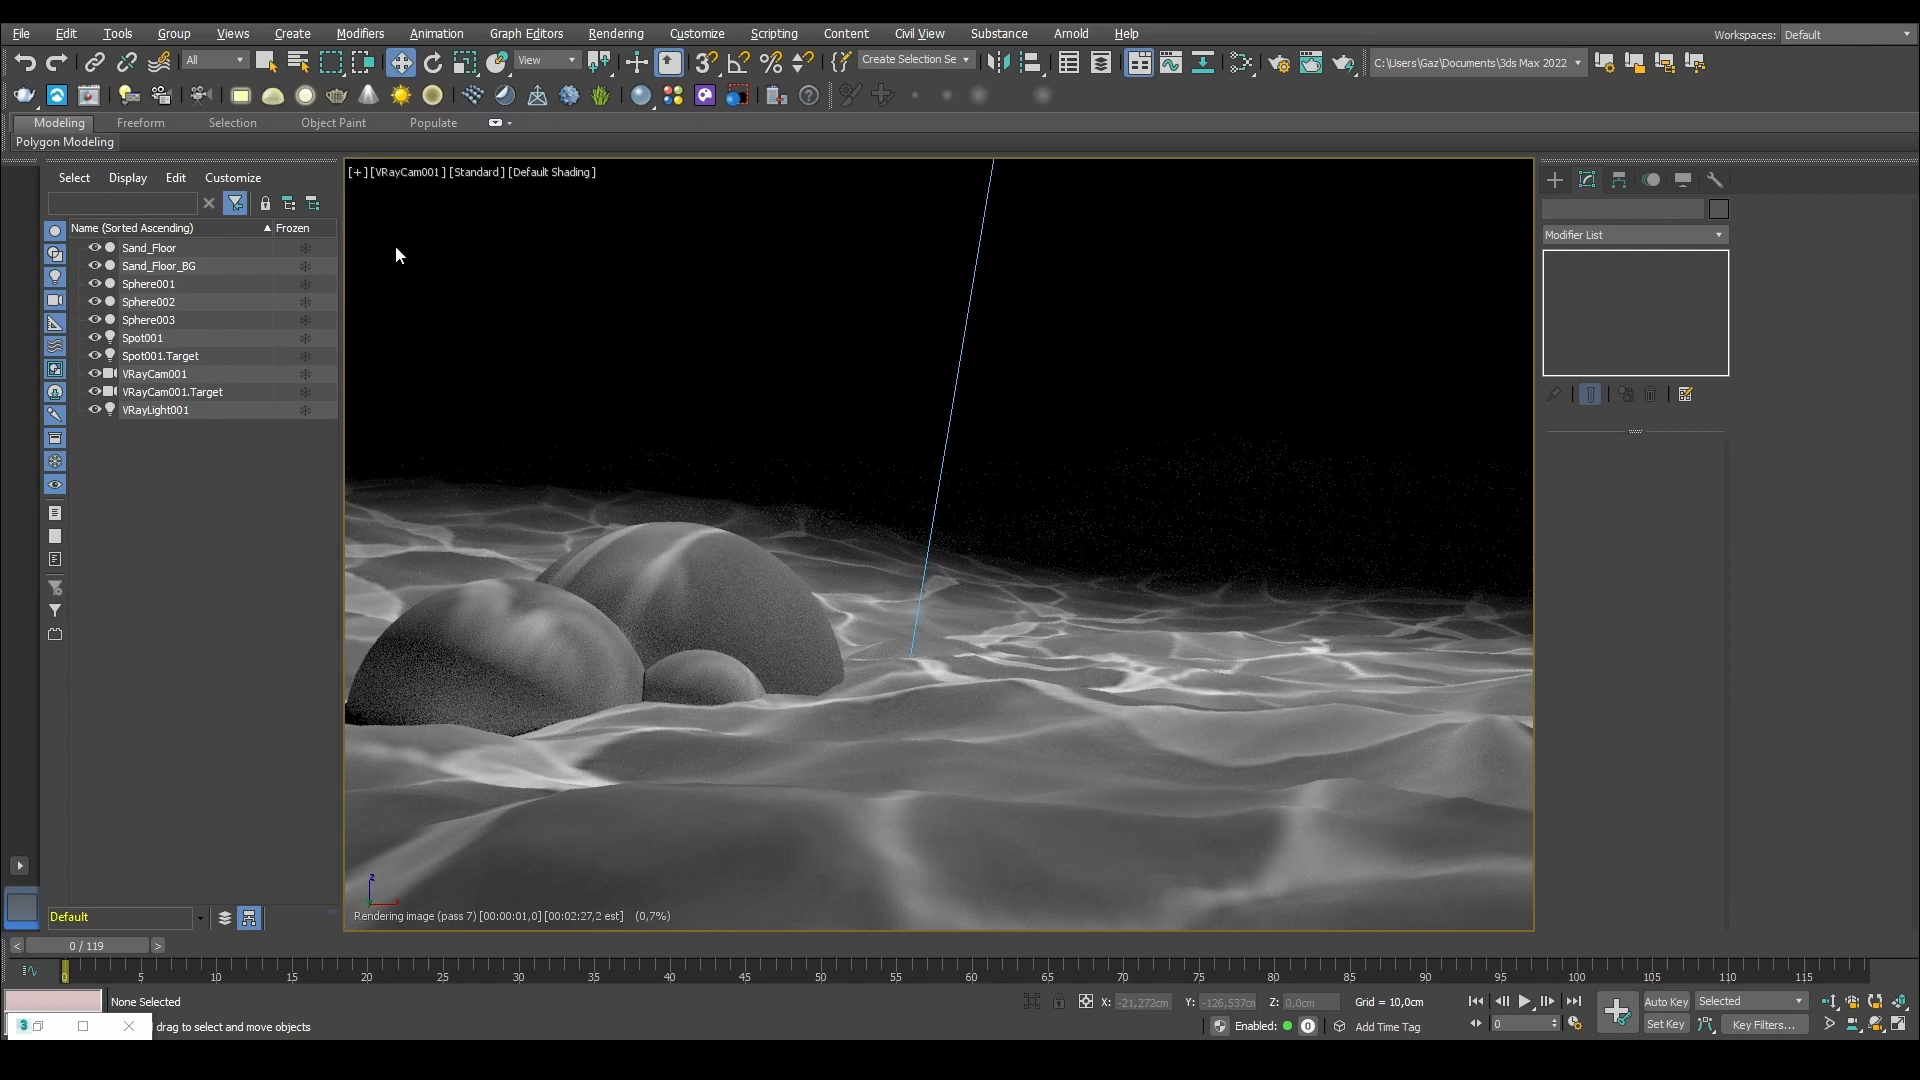 File Edit Tools Group Views Create Modifiers Animation Graph Editors Rendering Customize Scripting Content Civil View Substance Arnold Help Workspaces: Default
All View Create Selection Se C:\Users\Gaz\Documents\3ds Max 2022
Modeling Freeform Selection Object Paint Populate
Polygon Modeling
Select Display Edit Customize
[+] [VRayCam001] [Standard] [Default Shading]
Name (Sorted Ascending) Frozen
Modifier List
Sand_Floor
Sand_Floor_BG
Sphere001
Sphere002
Sphere003
Spot001
Spot001.Target
VRayCam001
VRayCam001.Target
VRayLight001
z
Rendering image (pass 7) [00:00:01,0] [00:02:27,2 est] (0,7%)
Default
< 0 / 119 >
0 5 10 15 20 25 30 35 40 45 50 55 60 65 70 75 80 85 90 95 100 105 110 115
None Selected X: -21,272cm Y: -126,537cm Z: 0,0cm Grid = 10,0cm Auto Key Selected
3 drag to select and move objects Enabled: 0 Add Time Tag 0 Set Key Key Filters...